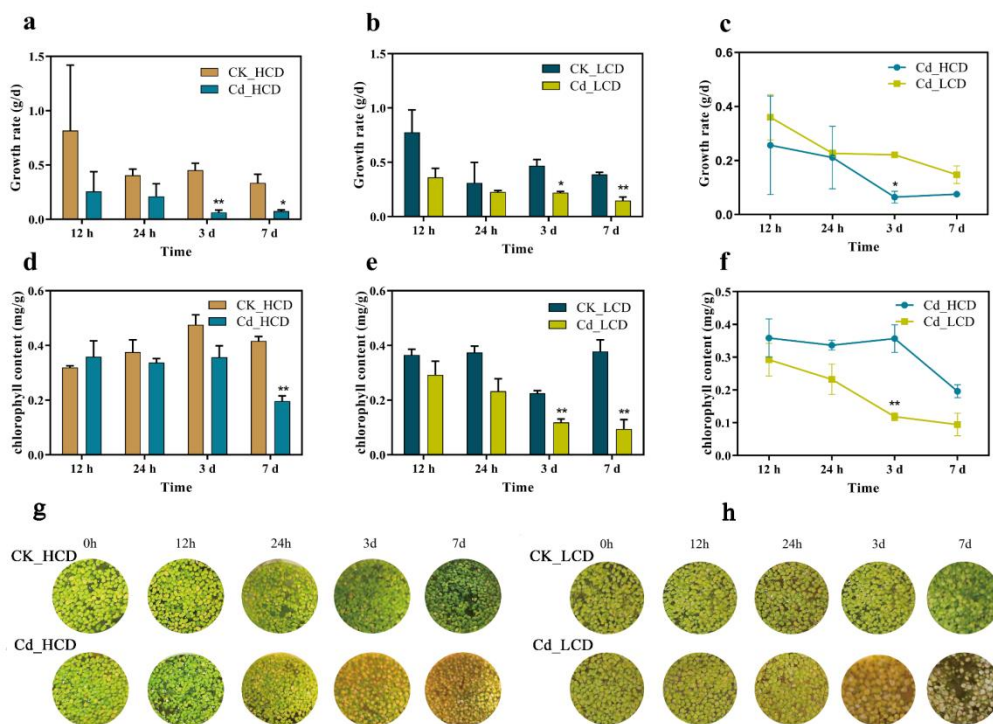 a
1.5
1.0
0.5
0.0
Growth rate (g/d)
CK_HCD
Cd_HCD
**
*
12 h 24 h 3 d 7 d
Time
b
1.5
1.0
0.5
0.0
Growth rate (g/d)
CK_LCD
Cd_LCD
*
**
12 h 24 h 3 d 7 d
Time
c
0.6
0.4
0.2
0.0
Growth rate (g/d)
Cd_HCD
Cd_LCD
*
12 h 24 h 3 d 7 d
Time
d
0.6
0.4
0.2
0.0
chlorophyll content (mg/g)
CK_HCD
Cd_HCD
**
12 h 24 h 3 d 7 d
Time
e
0.6
0.4
0.2
0.0
chlorophyll content (mg/g)
CK_LCD
Cd_LCD
**
**
12 h 24 h 3 d 7 d
Time
f
0.5
0.4
0.3
0.2
0.1
0.0
chlorophyll content (mg/g)
Cd_HCD
Cd_LCD
**
12 h 24 h 3 d 7 d
Time
g
0h 12h 24h 3d 7d
CK_HCD
Cd_HCD
h
0h 12h 24h 3d 7d
CK_LCD
Cd_LCD